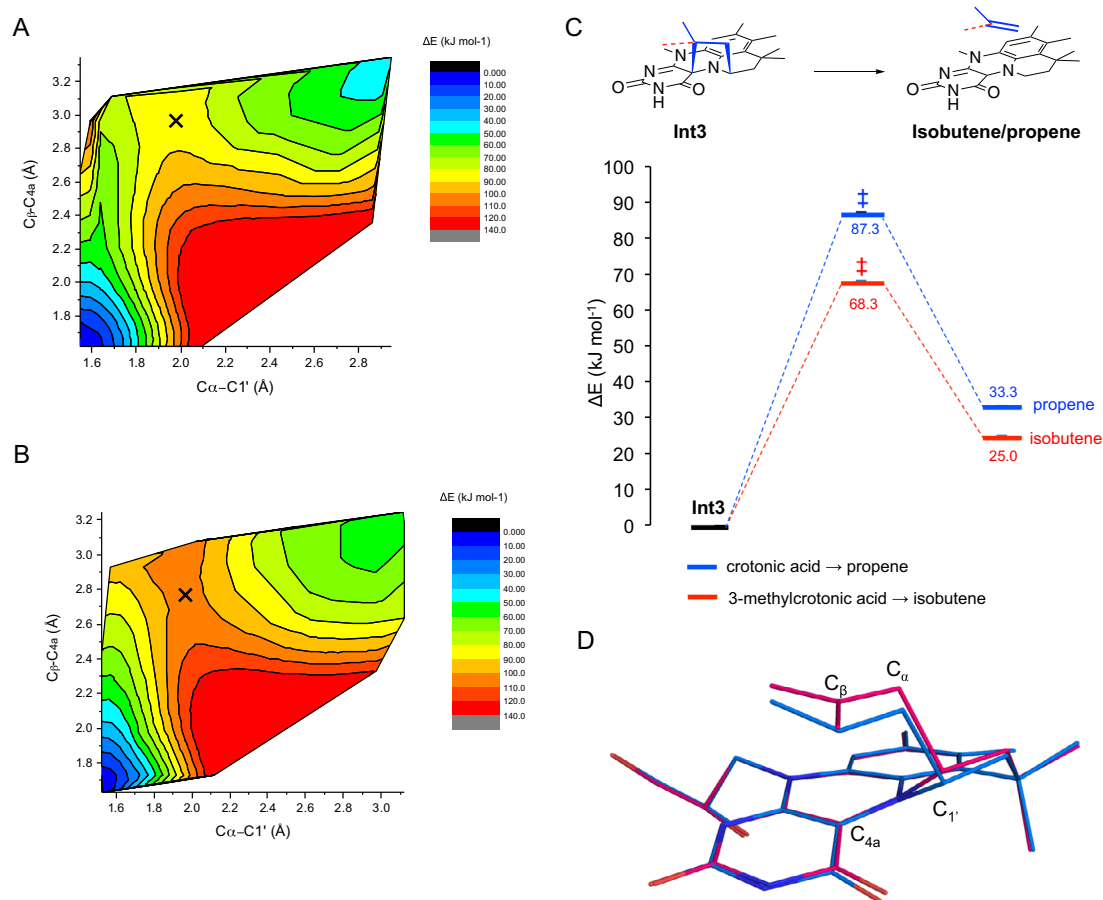 A
ΔE (kJ mol-1)
0.000
10.00
20.00
30.00
40.00
50.00
60.00
70.00
80.00
90.00
100.0
110.0
120.0
140.0
3.2
3.0
2.8
2.6
2.4
2.2
2.0
1.8
Cβ-C4a (Å)
×
1.6 1.8 2.0 2.2 2.4 2.6 2.8
Cα–C1' (Å)
B
ΔE (kJ mol-1)
0.000
10.00
20.00
30.00
40.00
50.00
60.00
70.00
80.00
90.00
100.0
110.0
120.0
140.0
3.2
3.0
2.8
2.6
2.4
2.2
2.0
1.8
Cβ-C4a (Å)
×
1.6 1.8 2.0 2.2 2.4 2.6 2.8 3.0
Cα–C1' (Å)
C
N N N
O NH O
Int3
N N N
O NH O
Isobutene/propene
100
90
80
70
60
50
40
30
20
10
0
ΔE (kJ mol-1)
‡
87.3
‡
68.3
33.3
propene
isobutene
25.0
Int3
crotonic acid → propene
3-methylcrotonic acid → isobutene
D
Cβ
Cα
C1'
C4a